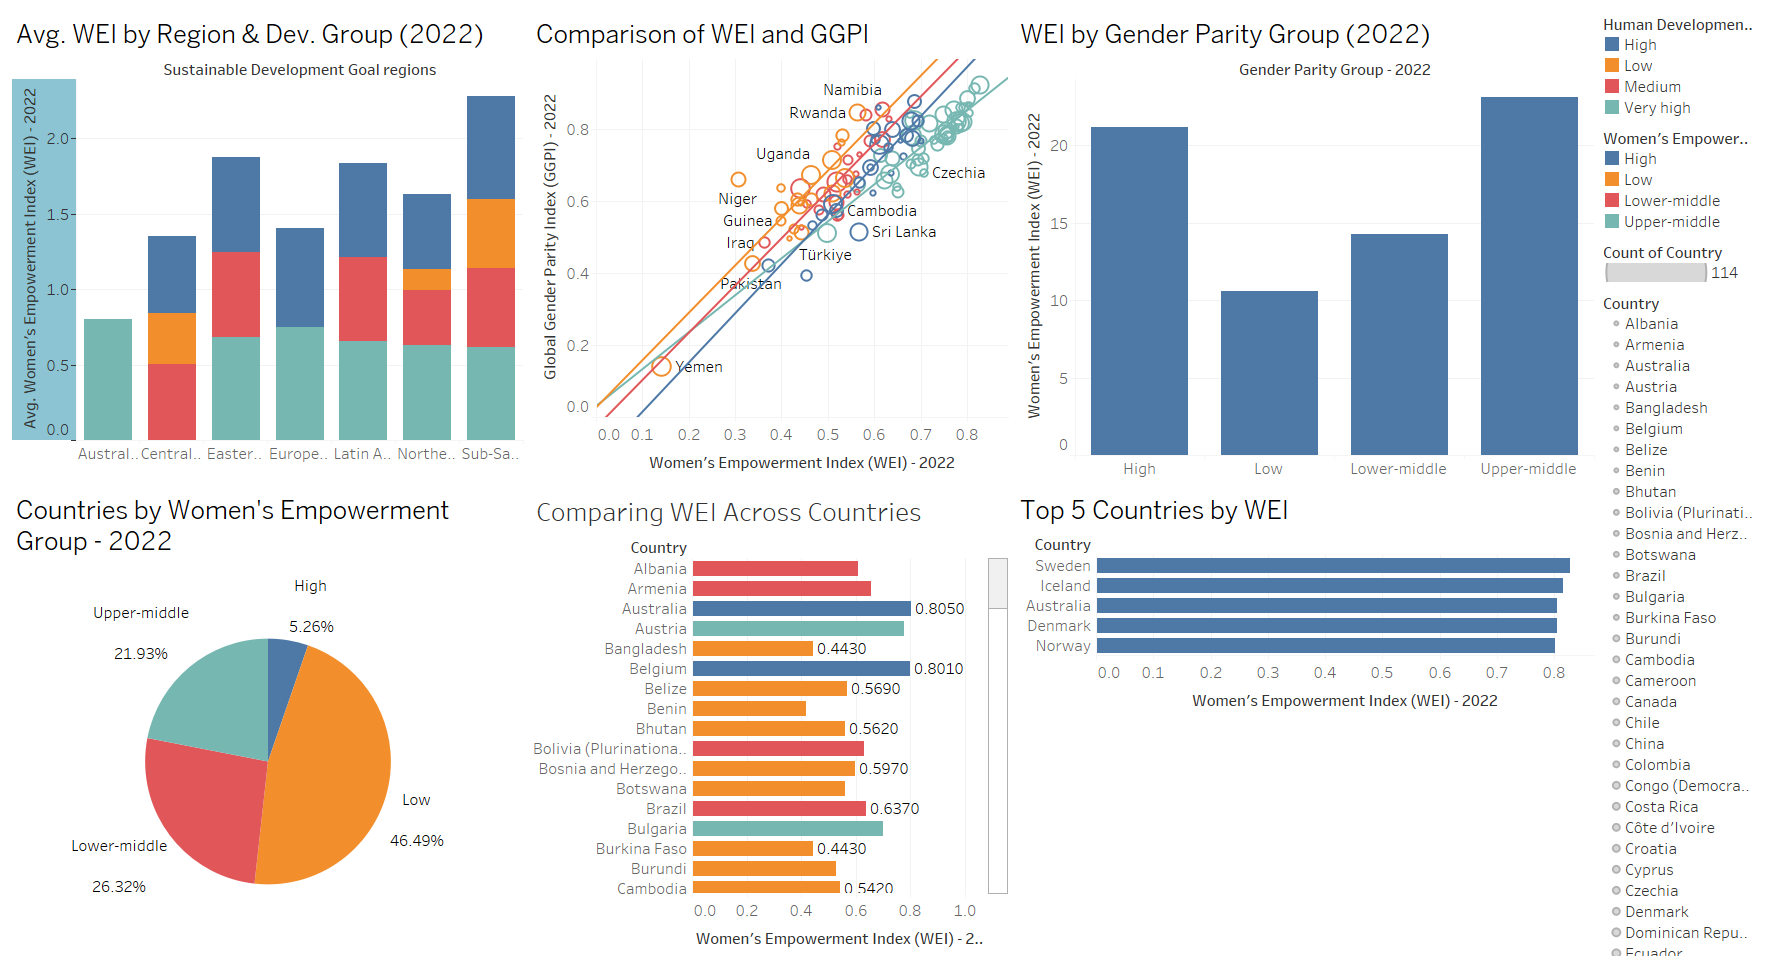 Avg. WEI by Region & Dev. Group (2022)
Sustainable Development Goal regions
Avg. Women's Empowerment Index (WEI) - 2022
2.0
1.5
1.0
0.5
0.0
Austral..
Central..
Easter..
Europe..
Latin A..
Northe..
Sub-Sa..
Comparison of WEI and GGPI
Global Gender Parity Index (GGPI) - 2022
0.8
0.6
0.4
0.2
0.0
Namibia
Rwanda
Uganda
Czechia
Niger
Cambodia
Guinea
Sri Lanka
Iraq
Türkiye
Pakistan
Yemen
0.0 0.1 0.2 0.3 0.4 0.5 0.6 0.7 0.8
Women's Empowerment Index (WEI) - 2022
WEI by Gender Parity Group (2022)
Gender Parity Group - 2022
Women's Empowerment Index (WEI) - 2022
20
15
10
5
0
High
Low
Lower-middle
Upper-middle
Countries by Women's Empowerment
Group - 2022
High
5.26%
Upper-middle
21.93%
Low
46.49%
Lower-middle
26.32%
Comparing WEI Across Countries
Country
Albania
Armenia
Australia 0.8050
Austria
Bangladesh 0.4430
Belgium 0.8010
Belize 0.5690
Benin
Bhutan 0.5620
Bolivia (Plurinationa..
Bosnia and Herzego.. 0.5970
Botswana
Brazil 0.6370
Bulgaria
Burkina Faso 0.4430
Burundi
Cambodia 0.5420
0.0 0.2 0.4 0.6 0.8 1.0
Women's Empowerment Index (WEI) - 2..
Top 5 Countries by WEI
Country
Sweden
Iceland
Australia
Denmark
Norway
0.0 0.1 0.2 0.3 0.4 0.5 0.6 0.7 0.8
Women's Empowerment Index (WEI) - 2022
Human Developmen..
High
Low
Medium
Very high
Women's Empower..
High
Low
Lower-middle
Upper-middle
Count of Country
114
Country
Albania
Armenia
Australia
Austria
Bangladesh
Belgium
Belize
Benin
Bhutan
Bolivia (Plurinati..
Bosnia and Herz..
Botswana
Brazil
Bulgaria
Burkina Faso
Burundi
Cambodia
Cameroon
Canada
Chile
China
Colombia
Congo (Democra..
Costa Rica
Côte d'Ivoire
Croatia
Cyprus
Czechia
Denmark
Dominican Repu..
Ecuador